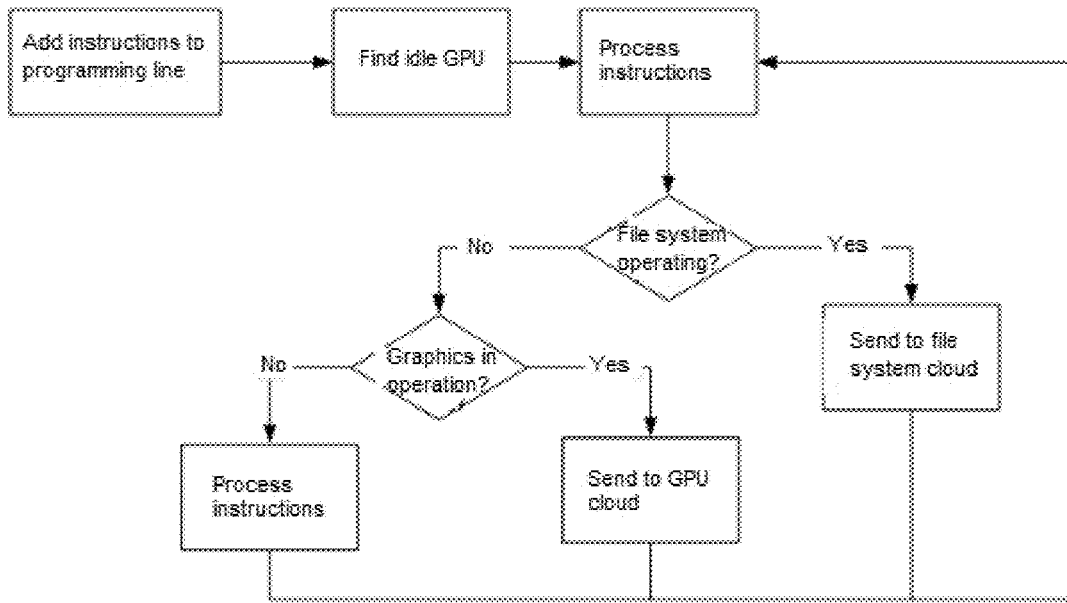 Add instructions to
programming line
Find idle GPU
Process
instructions
File system
operating?
No
Yes
Graphics in
operation?
No
Yes
Send to file
system cloud
Process
instructions
Send to GPU
cloud